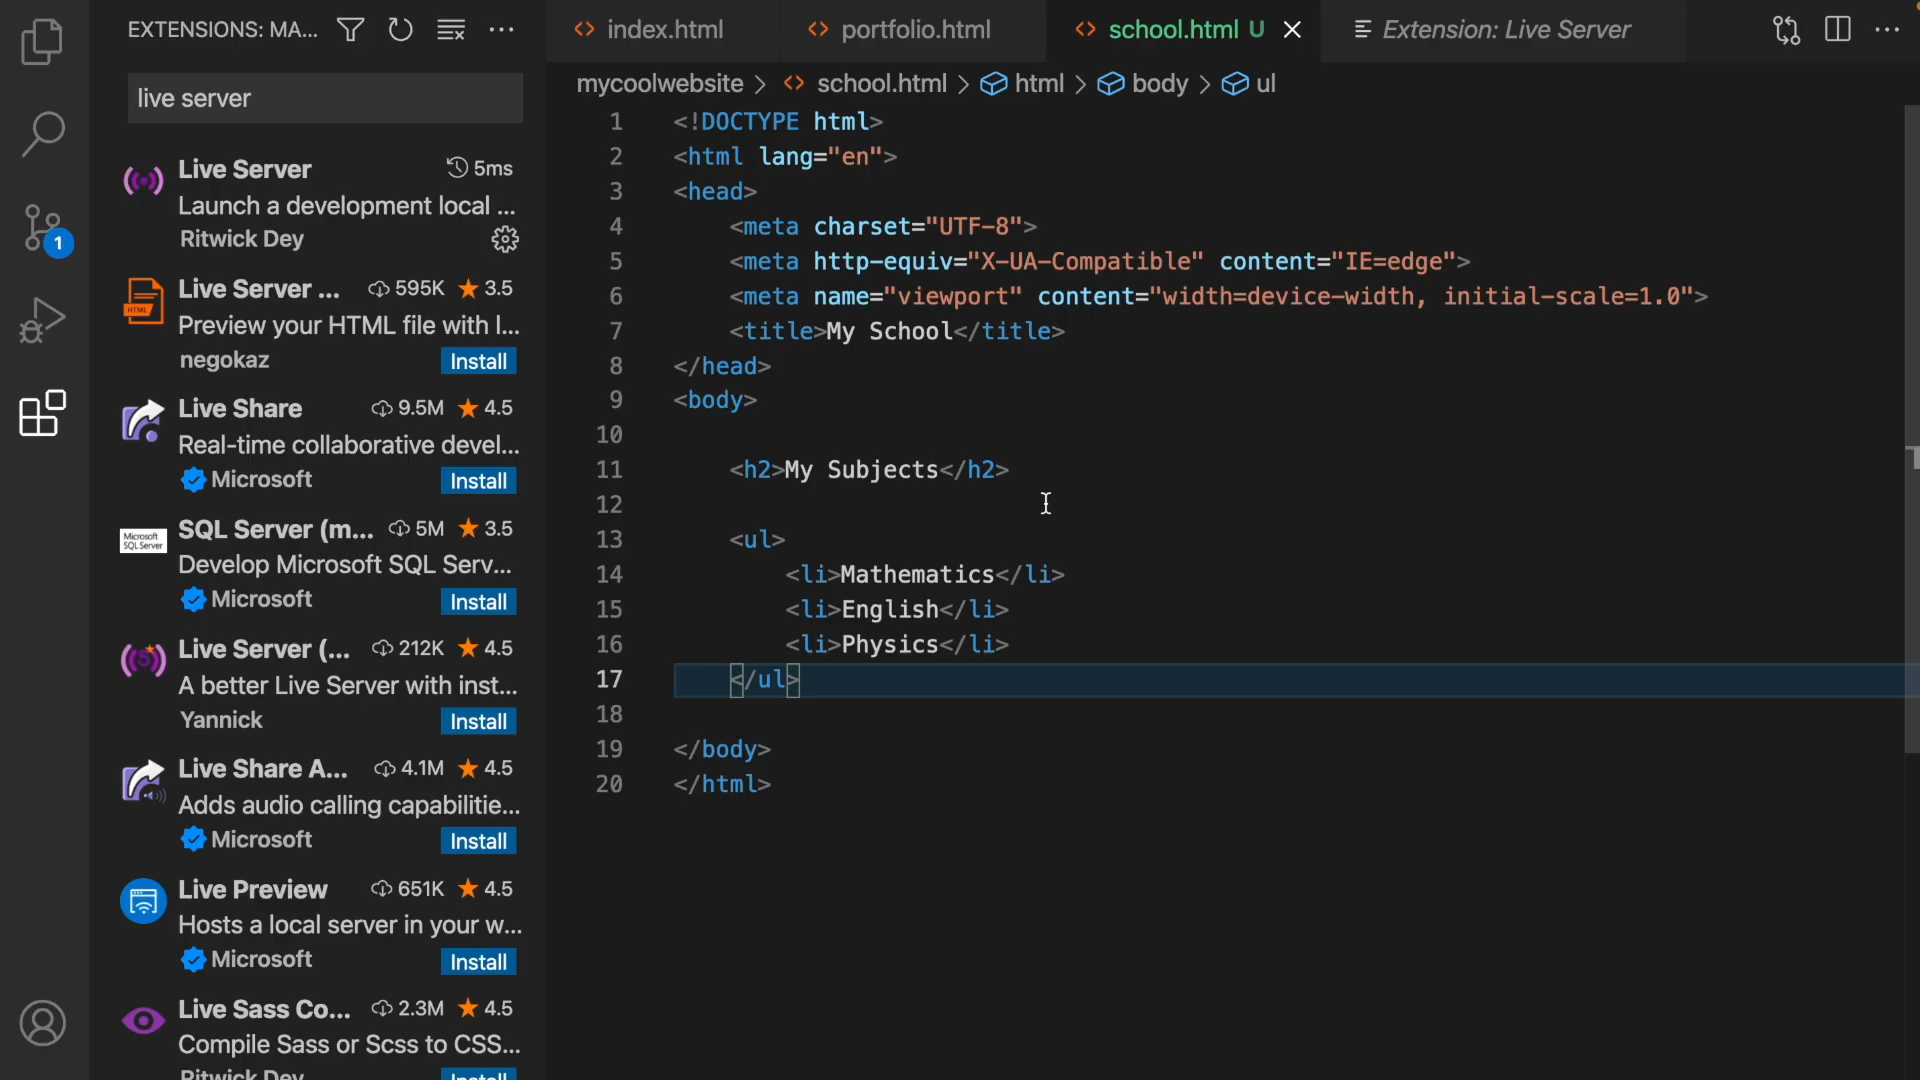 EXTENSIONS: MA...
live server
Live Server 5ms
Launch a development local ...
Ritwick Dey
Live Server ... 595K ★ 3.5
Preview your HTML file with l...
negokaz Install
Live Share 9.5M ★ 4.5
Real-time collaborative devel...
Microsoft Install
SQL Server (m... 5M ★ 3.5
Develop Microsoft SQL Serv...
Microsoft Install
Live Server (... 212K ★ 4.5
A better Live Server with inst...
Yannick Install
Live Share A... 4.1M ★ 4.5
Adds audio calling capabilitie...
Microsoft Install
Live Preview 651K ★ 4.5
Hosts a local server in your w...
Microsoft Install
Live Sass Co... 2.3M ★ 4.5
Compile Sass or Scss to CSS...
Ritwick Dey Install
1
HTML
Microsoft
SQL Server
index.html portfolio.html school.html U Extension: Live Server
mycoolwebsite > school.html > html > body > ul
1 <!DOCTYPE html>
2 <html lang="en">
3 <head>
4 <meta charset="UTF-8">
5 <meta http-equiv="X-UA-Compatible" content="IE=edge">
6 <meta name="viewport" content="width=device-width, initial-scale=1.0">
7 <title>My School</title>
8 </head>
9 <body>
10
11 <h2>My Subjects</h2>
12
13 <ul>
14 <li>Mathematics</li>
15 <li>English</li>
16 <li>Physics</li>
17 </ul>
18
19 </body>
20 </html>